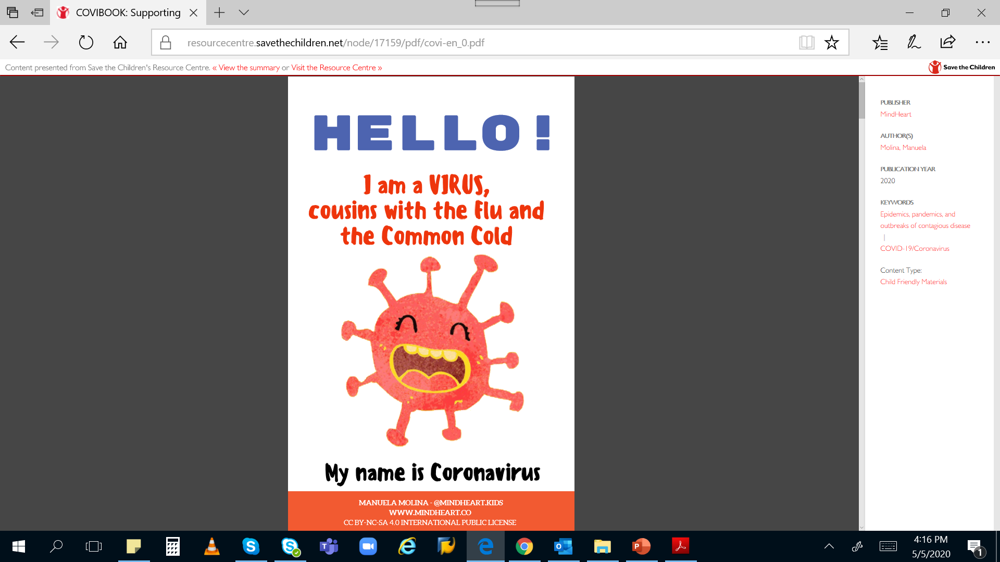 COVIBOOK: Supporting
resourcecentre.savethechildren.net/node/17159/pdf/covi-en_0.pdf
Content presented from Save the Children's Resource Centre. « View the summary or Visit the Resource Centre »
Save the Children
HELLO!
I am a VIRUS,
cousins with the Flu and
the Common Cold
My name is Coronavirus
MANUELA MOLINA - @MINDHEART.KIDS
WWW.MINDHEART.CO
CC BY-NC-SA 4.0 INTERNATIONAL PUBLIC LICENSE
PUBLISHER
MindHeart
AUTHOR(S)
Molina, Manuela
PUBLICATION YEAR
2020
KEYWORDS
Epidemics, pandemics, and
outbreaks of contagious disease
|
COVID-19/Coronavirus
Content Type:
Child Friendly Materials
4:16 PM
5/5/2020
1